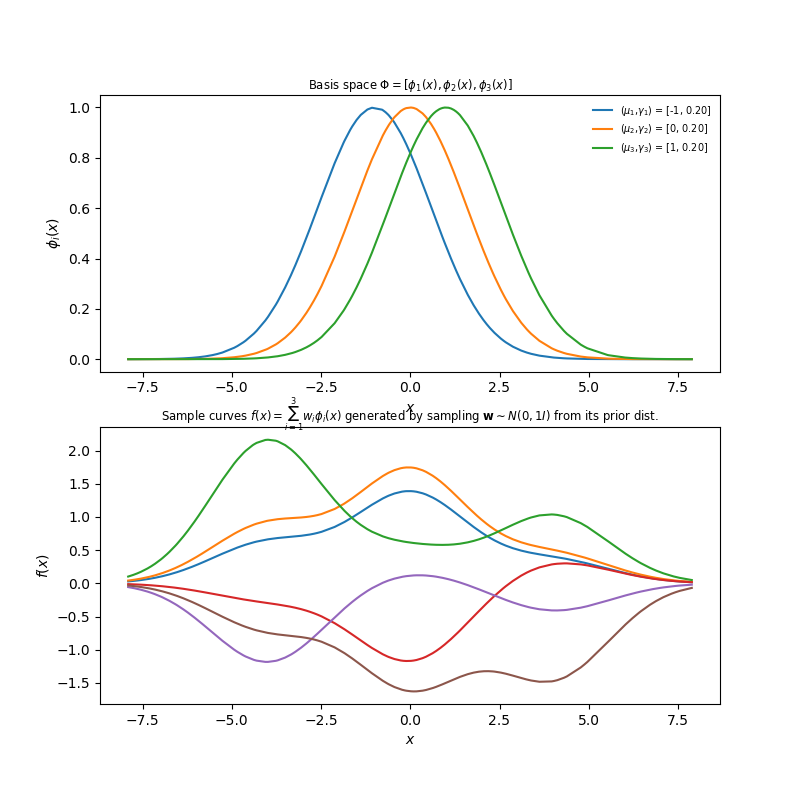 Basis space Φ = [ϕ₁(x), ϕ₂(x), ϕ₃(x)]
1.0
0.8
0.6
0.4
0.2
0.0
ϕᵢ(x)
(μ₁,γ₁) = [-1, 0.20]
(μ₂,γ₂) = [0, 0.20]
(μ₃,γ₃) = [1, 0.20]
−7.5 −5.0 −2.5 0.0 2.5 5.0 7.5
x
Sample curves f(x) = ∑³ᵢ₌₁ wᵢϕᵢ(x) generated by sampling w ∼ N(0, 1I) from its prior dist.
2.0
1.5
1.0
0.5
0.0
−0.5
−1.0
−1.5
f(x)
−7.5 −5.0 −2.5 0.0 2.5 5.0 7.5
x